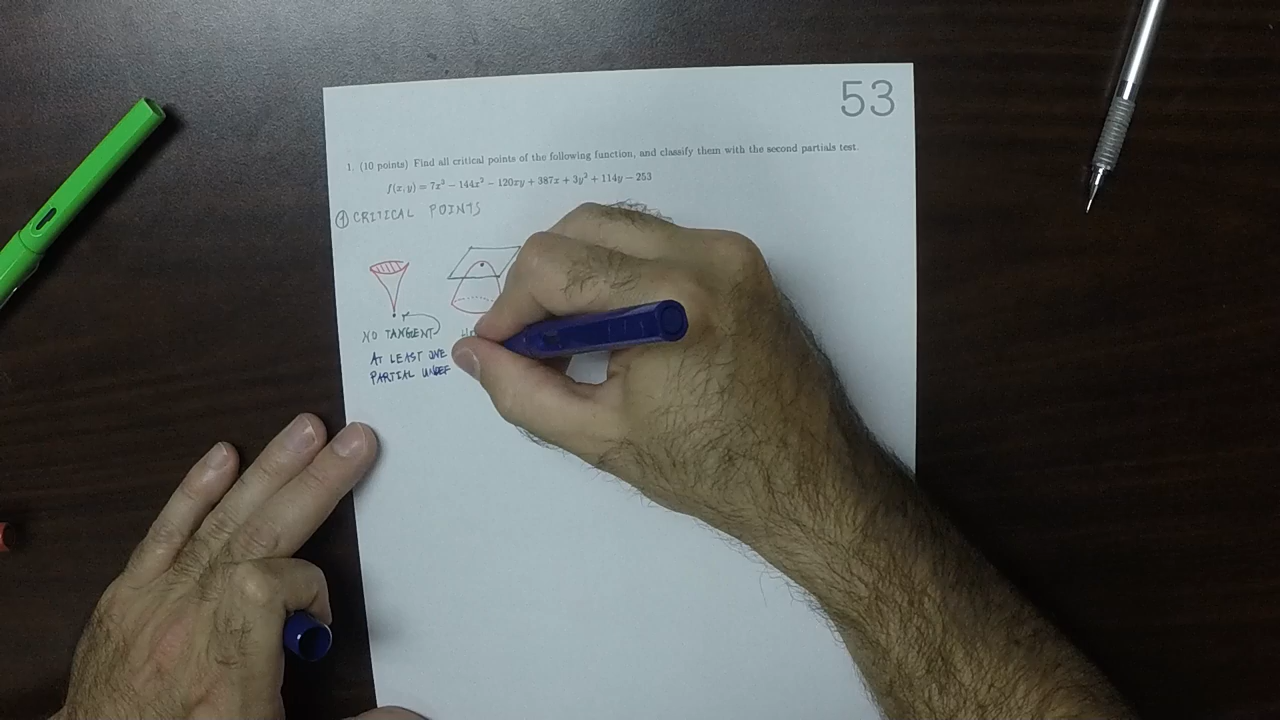 53
1. (10 points) Find all critical points of the following function, and classify them with the second partials test.
f(x, y) = 7x³ − 144x² − 120xy + 387x + 3y² + 114y − 253
① CRITICAL POINTS
NO TANGENT
AT LEAST ONE
PARTIAL UNDEF